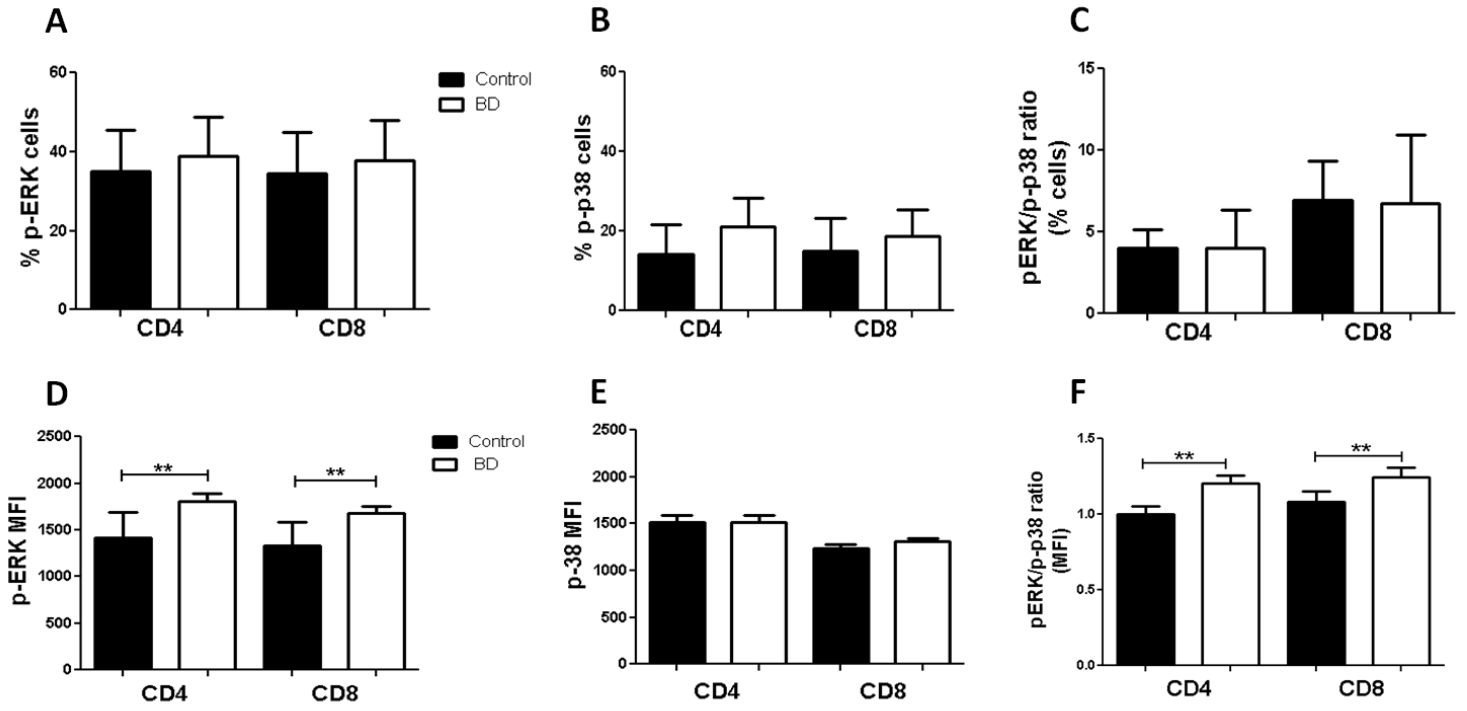 A
B
C
% p-ERK cells
60
40
20
0
CD4
CD8
Control
BD
% p-p38 cells
60
40
20
0
CD4
CD8
pERK/p-p38 ratio
(% cells)
15
10
5
0
CD4
CD8
D
E
F
p-ERK MFI
2500
2000
1500
1000
500
0
**
**
CD4
CD8
Control
BD
p-38 MFI
2500
2000
1500
1000
500
0
CD4
CD8
pERK/p-p38 ratio
(MFI)
1.5
1.0
0.5
0.0
**
**
CD4
CD8